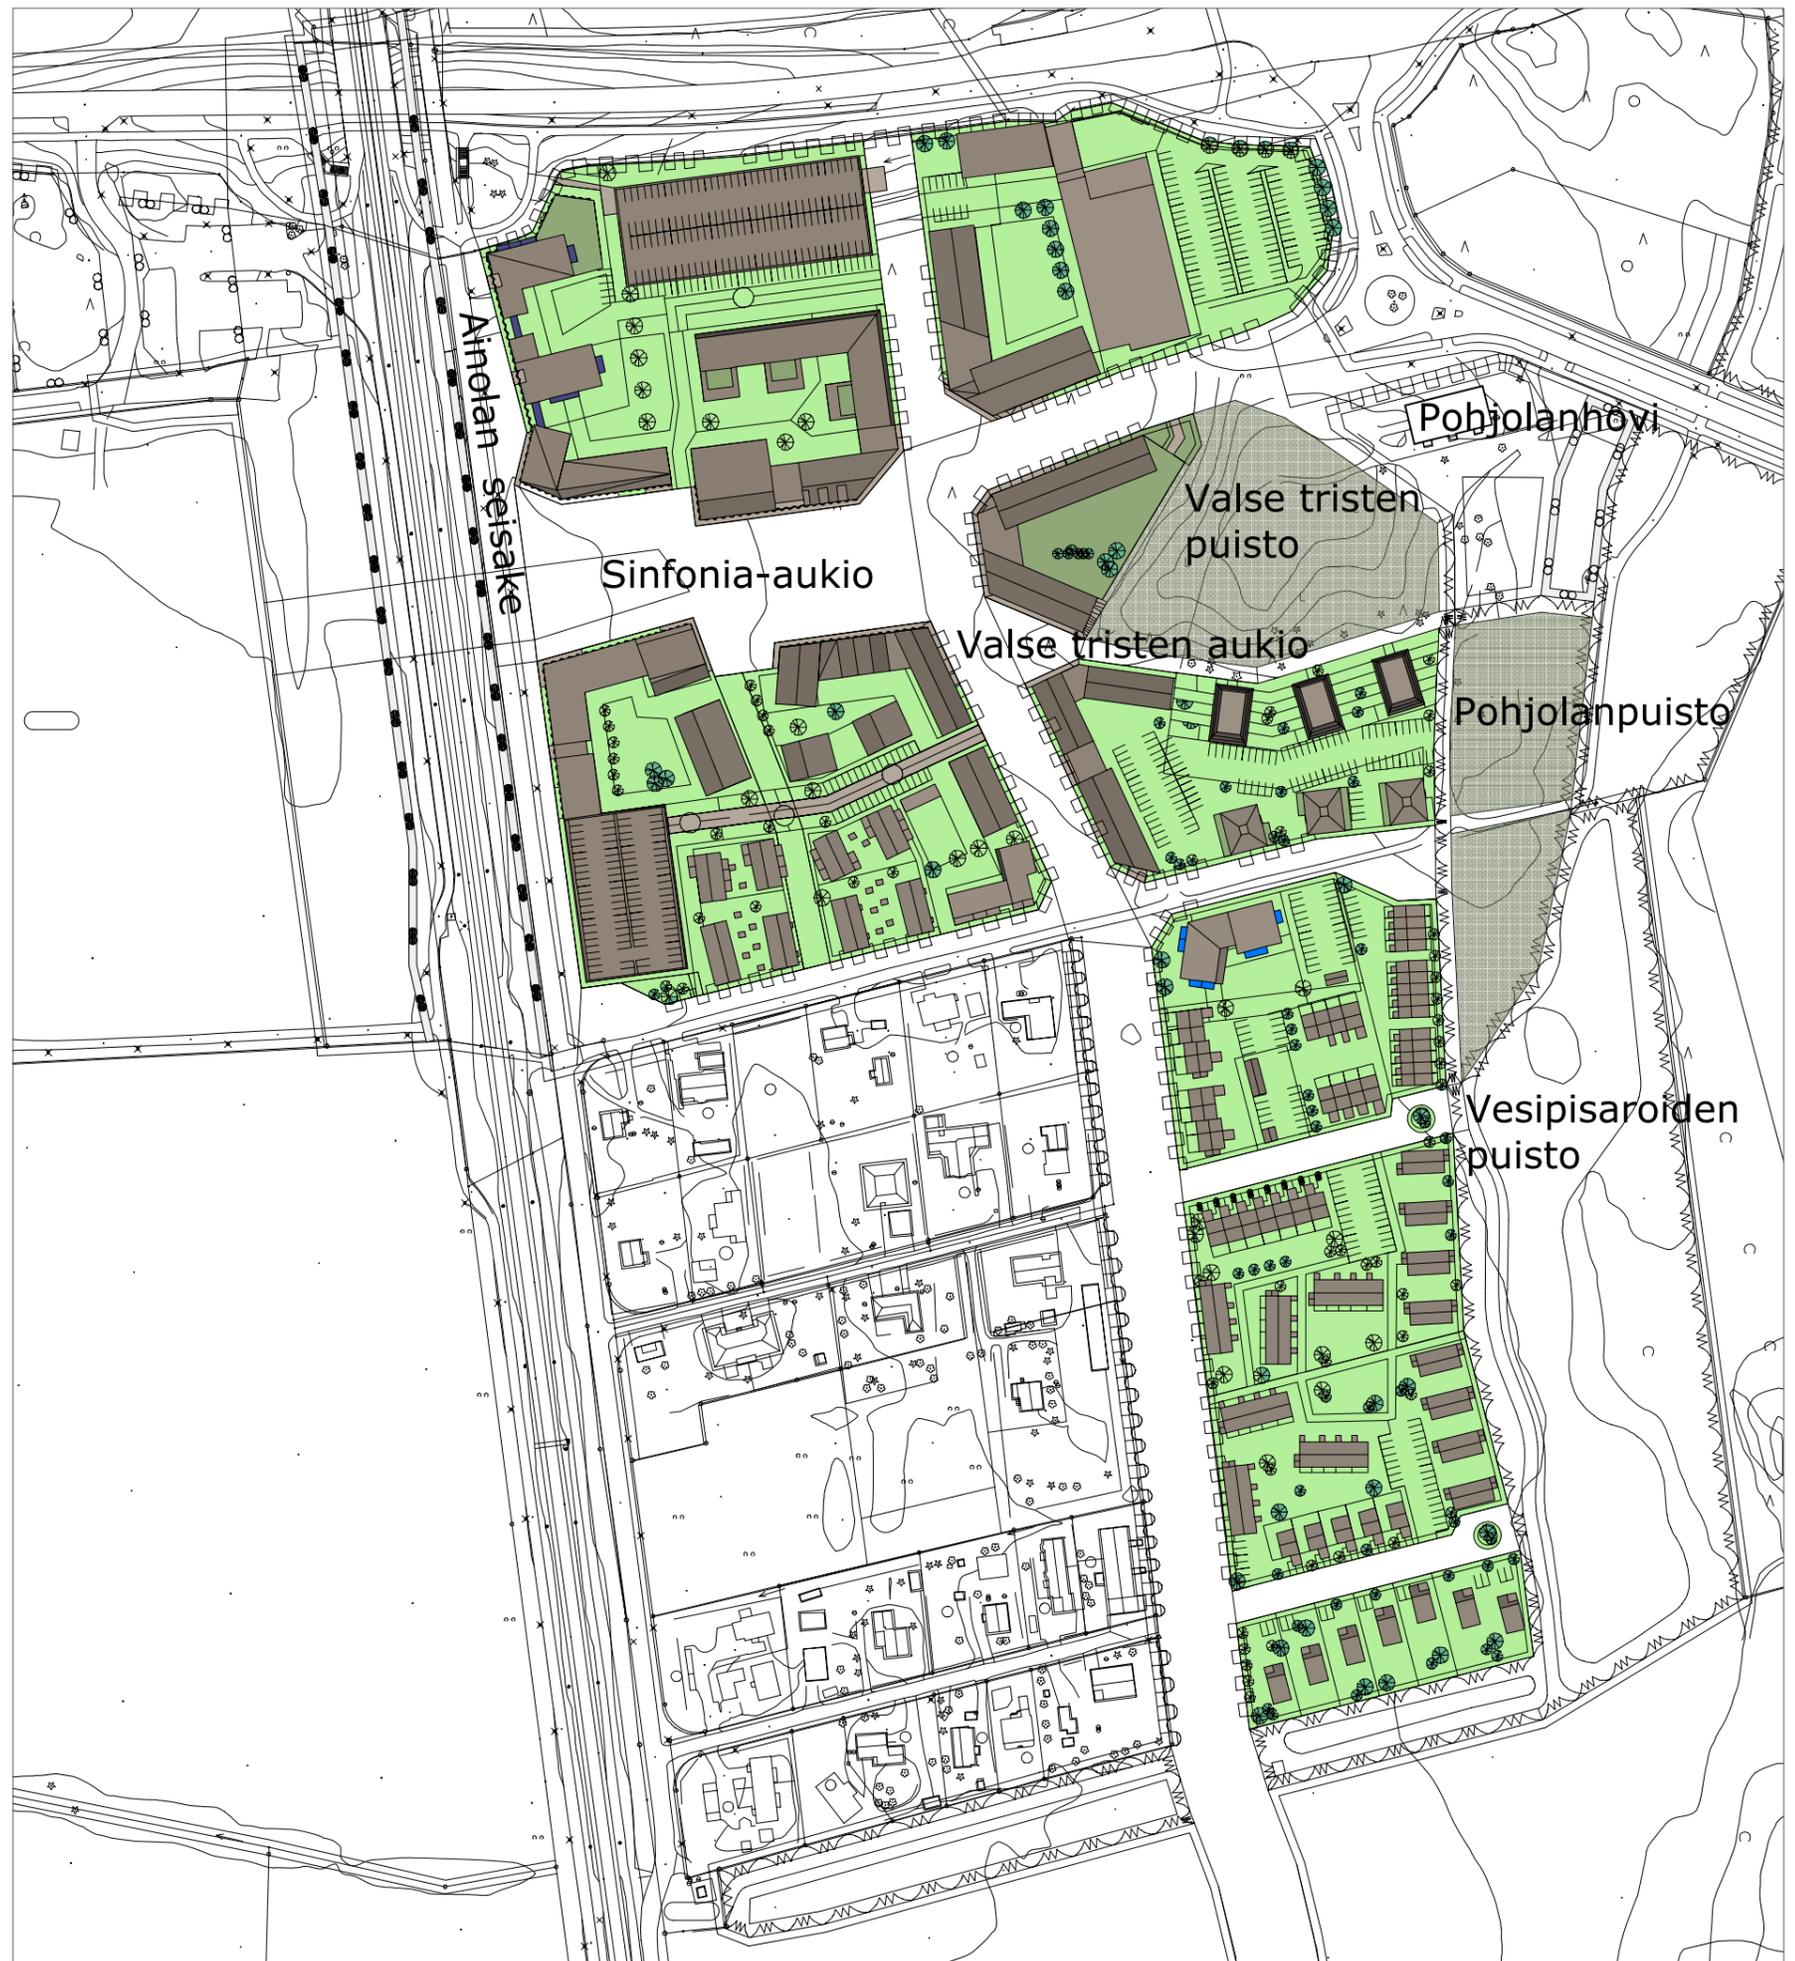 Ainolan seisake
Pohjolanhovi
Valse tristen
puisto
Sinfonia-aukio
Valse tristen aukio
Pohjolanpuisto
Vesipisaroiden
puisto